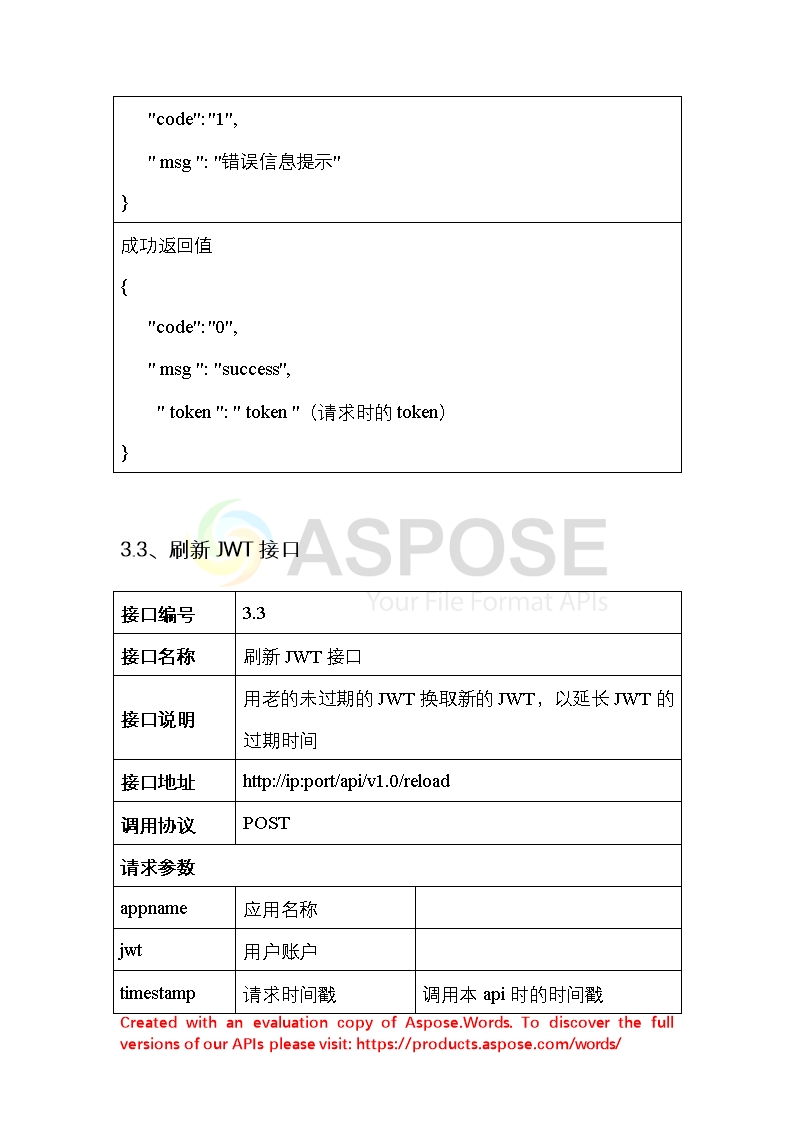 "code": "1",
" msg ": "错误信息提示"
}
成功返回值
{
"code": "0",
" msg ": "success",
" token ": " token "（请求时的 token）
}
ASPOSE
Your File Format APIs
3.3、刷新 JWT 接口
接口编号 3.3
接口名称 刷新 JWT 接口
接口说明 用老的未过期的 JWT 换取新的 JWT，以延长 JWT 的
过期时间
接口地址 http://ip:port/api/v1.0/reload
调用协议 POST
请求参数
appname 应用名称
jwt 用户账户
timestamp 请求时间戳 调用本 api 时的时间戳
Created with an evaluation copy of Aspose.Words. To discover the full
versions of our APIs please visit: https://products.aspose.com/words/